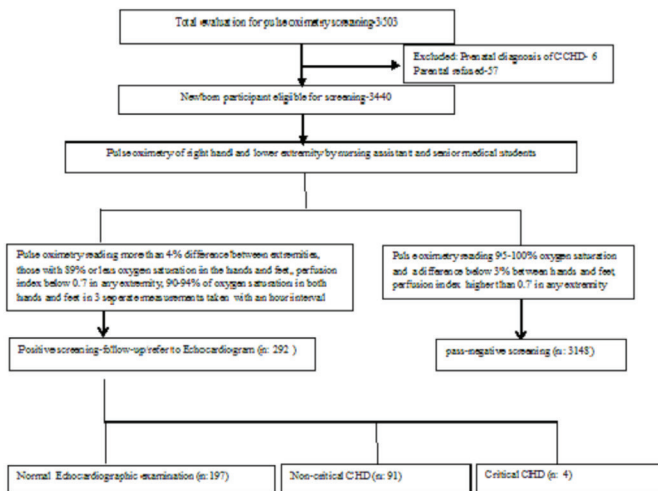 Total evaluation for pulse oximetry screening-3503
Excluded: Prenatal diagnosis of CCHD- 6
Parental refused-57
Newborn participant eligible for screening-3440
Pulse oximetry of right hand and lower extremity by nursing assistant and senior medical students
Pulse oximetry reading more than 4% difference between extremities,
those with 89% or less oxygen saturation in the hands and feet,, perfusion
index below 0.7 in any extremity, 90-94% of oxygen saturation in both
hands and feet in 3 seperate measurements taken with an hour interval
Pulse oximetry reading 95-100% oxygen saturation
and a difference below 3% between hands and feet,
perfusion index higher than 0.7 in any extremity
Positive screening-follow-up/refer to Echocardiogram (n: 292 )
pass-negative screening (n: 3148)
Normal Echocardiographic examination (n:197)
Non-critical CHD (n: 91)
Critical CHD (n: 4)